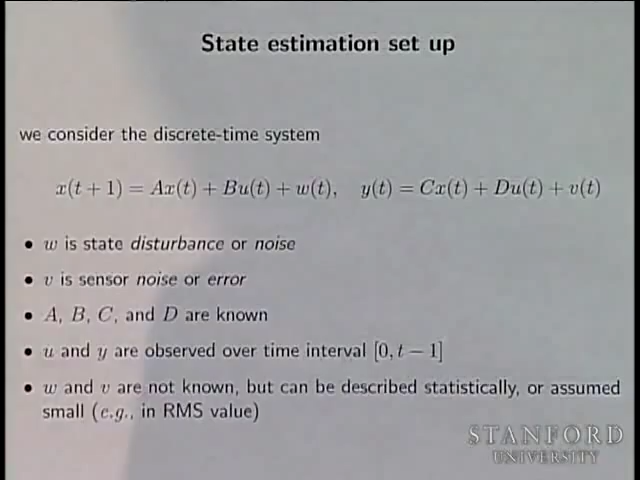 State estimation set up
we consider the discrete-time system
x(t + 1) = Ax(t) + Bu(t) + w(t), y(t) = Cx(t) + Du(t) + v(t)
• w is state disturbance or noise
• v is sensor noise or error
• A, B, C, and D are known
• u and y are observed over time interval [0, t − 1]
• w and v are not known, but can be described statistically, or assumed
small (e.g., in RMS value)
STANFORD
UNIVERSITY